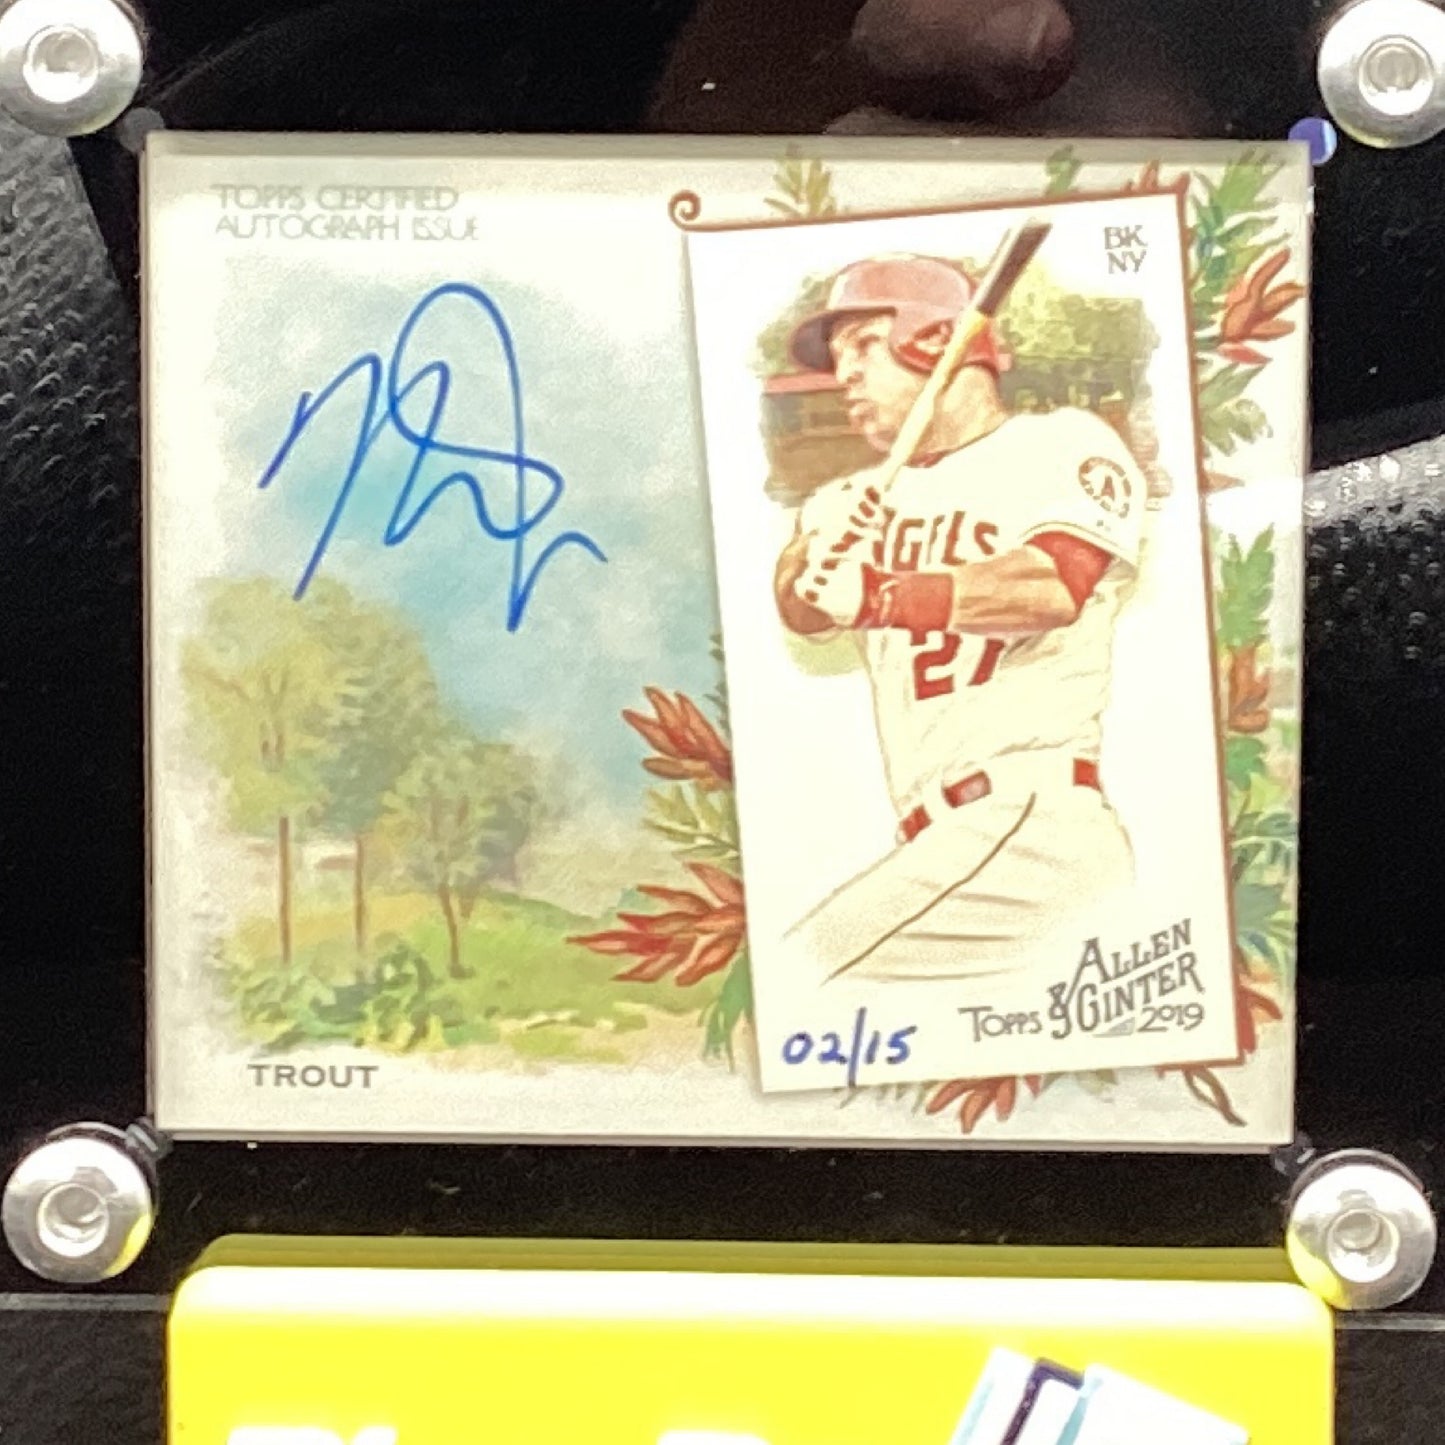 TOPPS CERTIFIED
AUTOGRAPH ISSUE
BK
NY
A
ANGELS
27
ALLEN
& GINTER
TOPPS
2019
02/15
TROUT